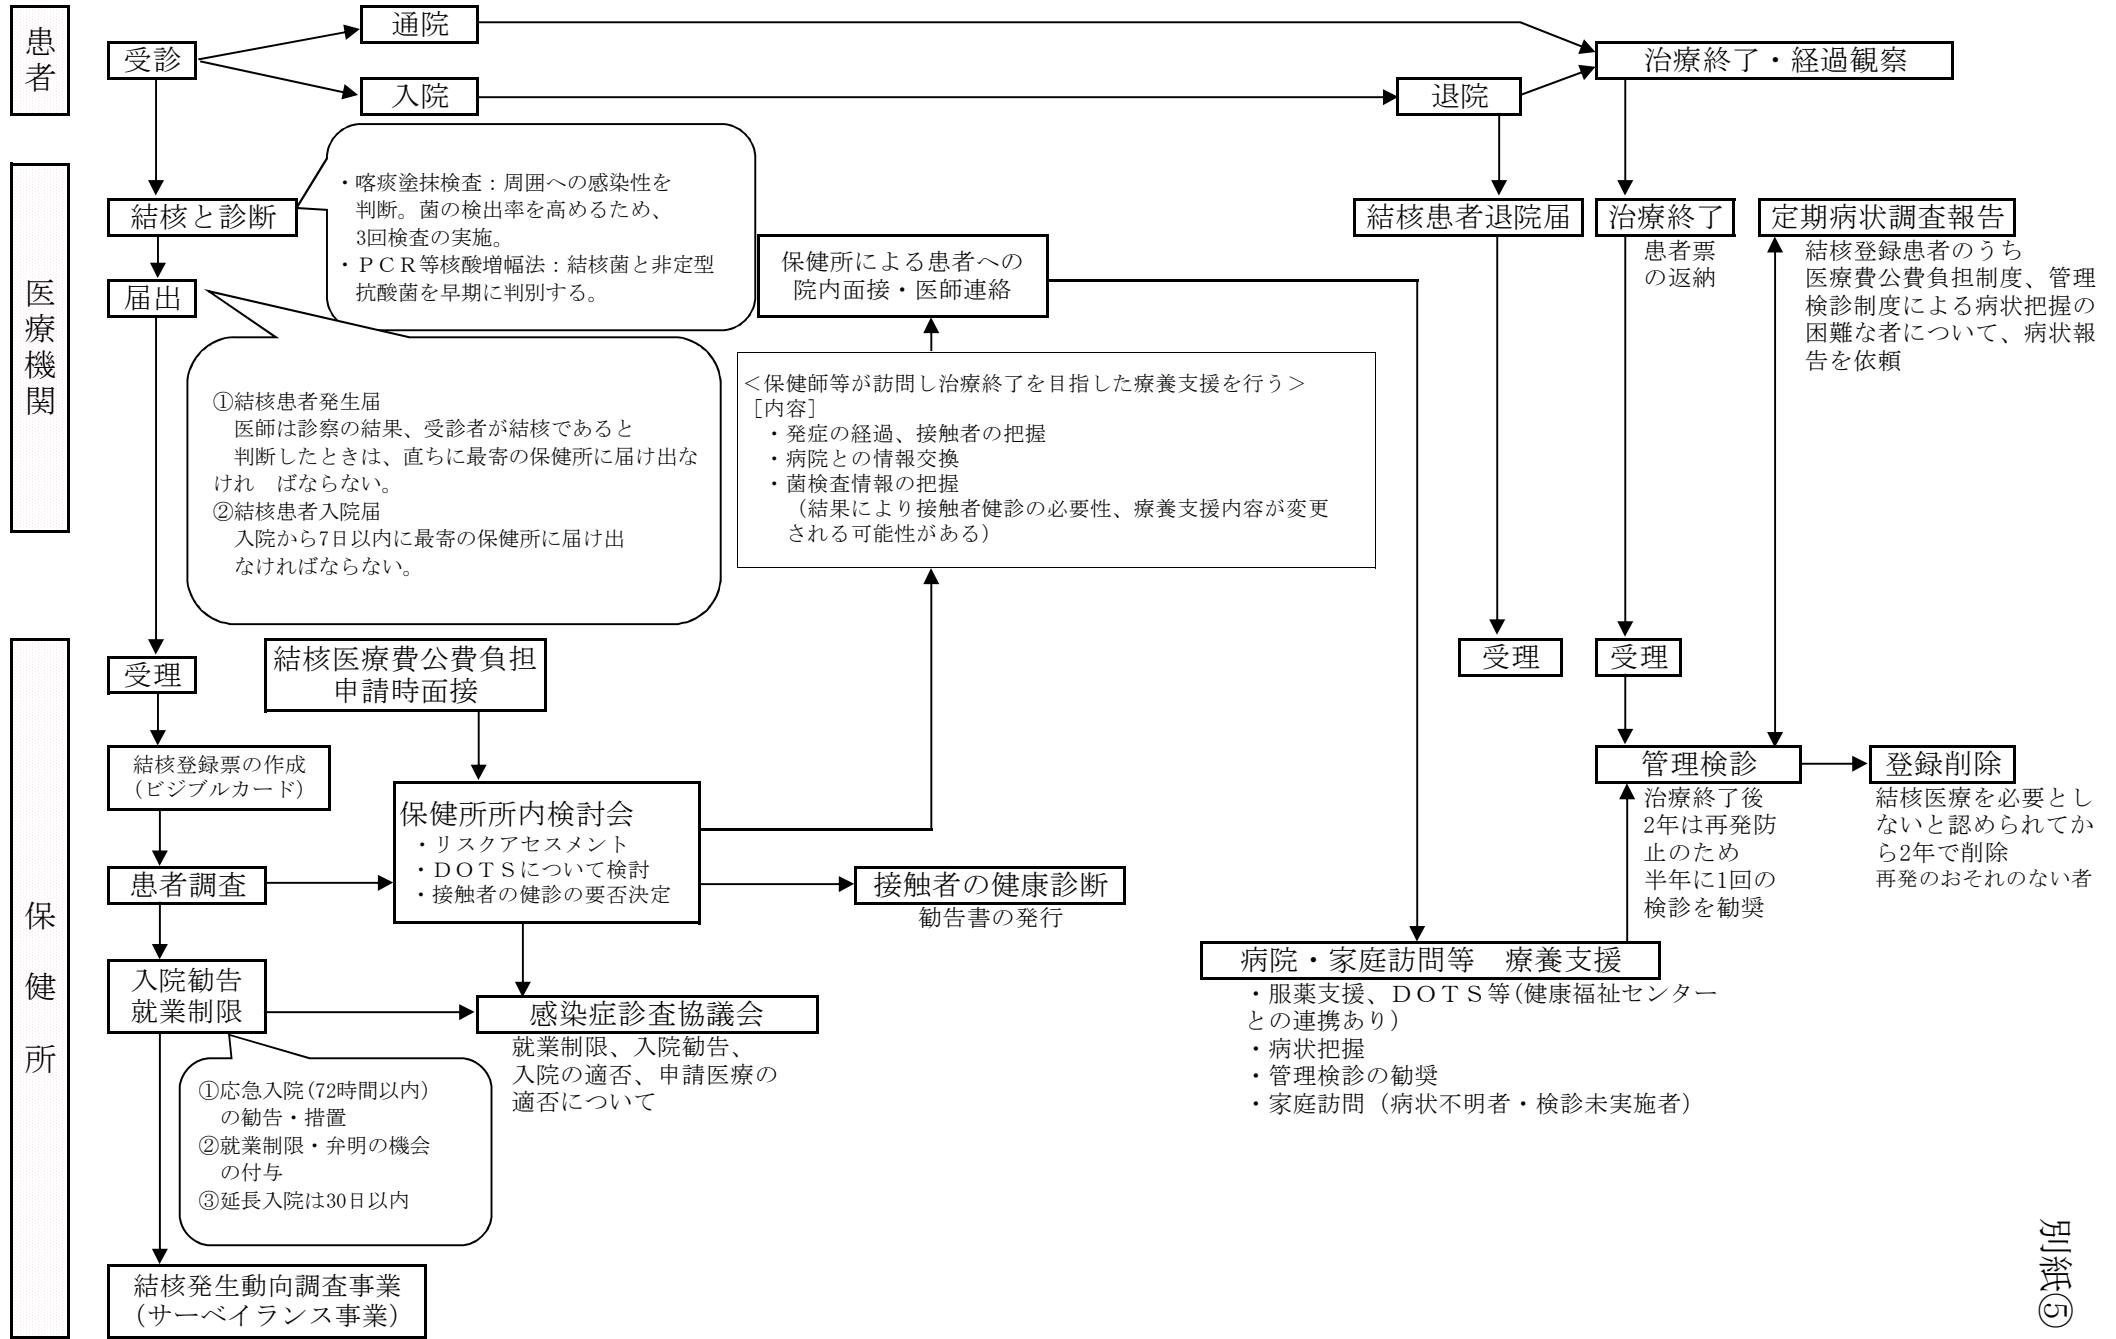 患者
受診
通院
入院
退院
治療終了・経過観察
医療機関
結核と診断
・喀痰塗抹検査：周囲への感染性を
判断。菌の検出率を高めるため、
3回検査の実施。
・ＰＣＲ等核酸増幅法：結核菌と非定型
抗酸菌を早期に判別する。
届出
①結核患者発生届
医師は診察の結果、受診者が結核であると
判断したときは、直ちに最寄の保健所に届け出な
けれ　ばならない。
②結核患者入院届
入院から7日以内に最寄の保健所に届け出
なければならない。
保健所による患者への
院内面接・医師連絡
＜保健師等が訪問し治療終了を目指した療養支援を行う＞
［内容］
・発症の経過、接触者の把握
・病院との情報交換
・菌検査情報の把握
（結果により接触者健診の必要性、療養支援内容が変更
される可能性がある）
結核患者退院届
治療終了
患者票
の返納
定期病状調査報告
結核登録患者のうち
医療費公費負担制度、管理
検診制度による病状把握の
困難な者について、病状報
告を依頼
保健所
受理
結核医療費公費負担
申請時面接
受理
受理
結核登録票の作成
（ビジブルカード）
保健所所内検討会
・リスクアセスメント
・ＤＯＴＳについて検討
・接触者の健診の要否決定
患者調査
接触者の健康診断
勧告書の発行
管理検診
治療終了後
2年は再発防
止のため
半年に1回の
検診を勧奨
登録削除
結核医療を必要とし
ないと認められてか
ら2年で削除
再発のおそれのない者
入院勧告
就業制限
感染症診査協議会
就業制限、入院勧告、
入院の適否、申請医療の
適否について
①応急入院(72時間以内)
の勧告・措置
②就業制限・弁明の機会
の付与
③延長入院は30日以内
病院・家庭訪問等　療養支援
・服薬支援、ＤＯＴＳ等(健康福祉センター
との連携あり）
・病状把握
・管理検診の勧奨
・家庭訪問（病状不明者・検診未実施者）
結核発生動向調査事業
（サーベイランス事業）
別紙⑤